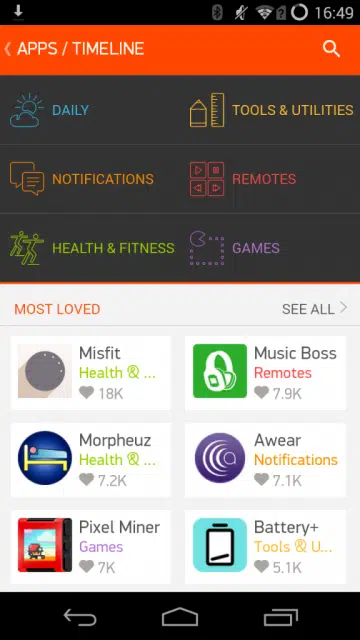 16:49
APPS / TIMELINE
DAILY
TOOLS & UTILITIES
NOTIFICATIONS
REMOTES
HEALTH & FITNESS
GAMES
MOST LOVED
SEE ALL
Misfit
Health & ...
18K
Music Boss
Remotes
7.9K
Morpheuz
Health & ...
7.2K
Awear
Notifications
7.1K
Pixel Miner
Games
7K
Battery+
Tools & U...
5.1K